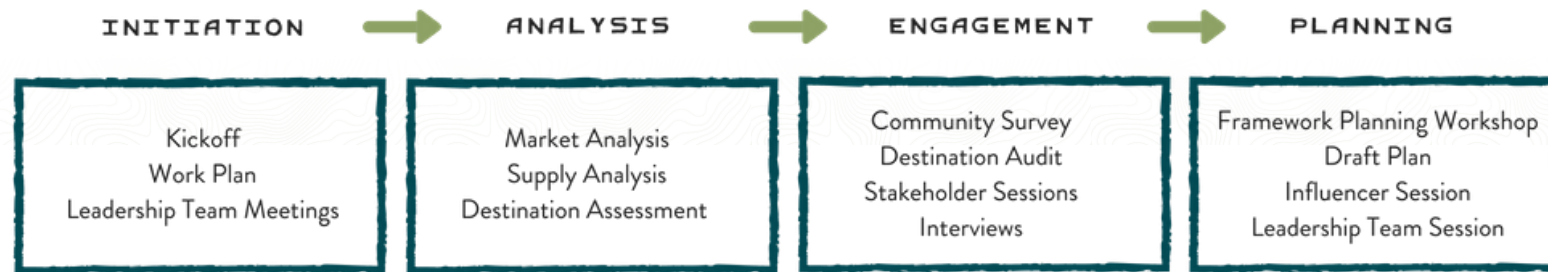 INITIATION
ANALYSIS
ENGAGEMENT
PLANNING
Kickoff
Work Plan
Leadership Team Meetings
Market Analysis
Supply Analysis
Destination Assessment
Community Survey
Destination Audit
Stakeholder Sessions
Interviews
Framework Planning Workshop
Draft Plan
Influencer Session
Leadership Team Session